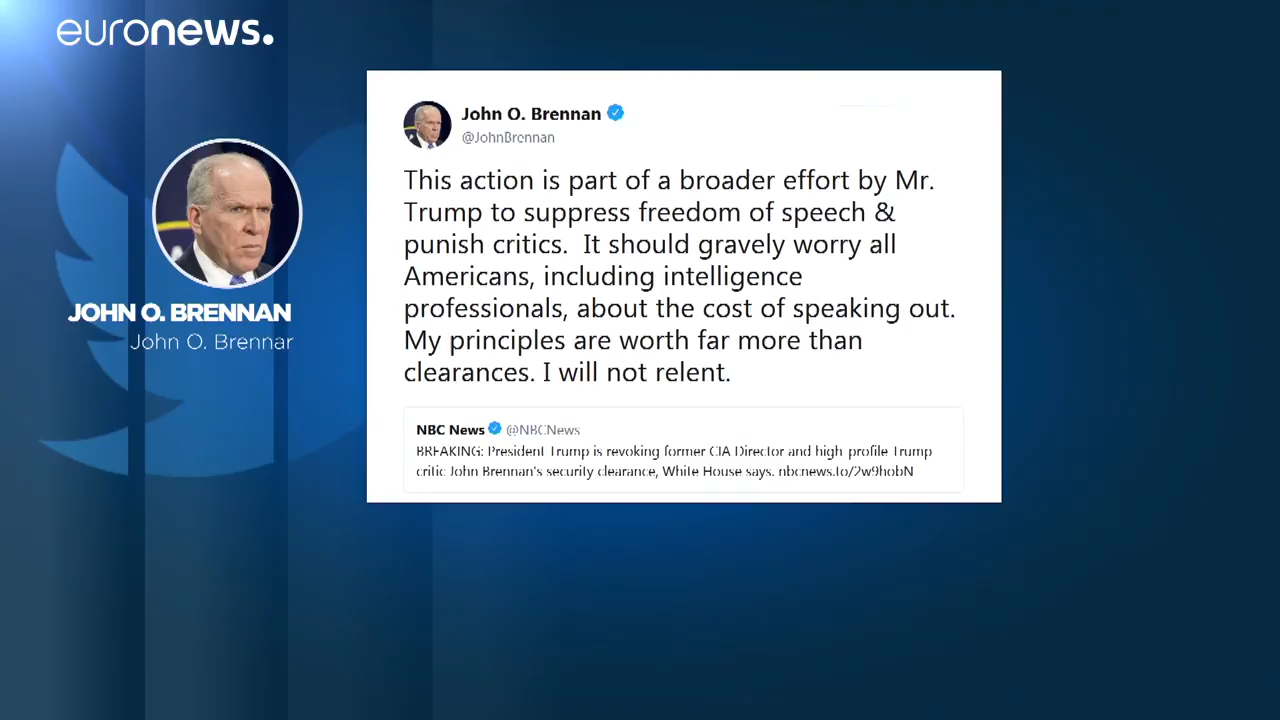 euronews.
JOHN O. BRENNAN
John O. Brennar
John O. Brennan
@JohnBrennan
This action is part of a broader effort by Mr.
Trump to suppress freedom of speech &
punish critics.  It should gravely worry all
Americans, including intelligence
professionals, about the cost of speaking out.
My principles are worth far more than
clearances. I will not relent.
NBC News @NBCNews
BREAKING: President Trump is revoking former CIA Director and high-profile Trump
critic John Brennan's security clearance, White House says. nbcnews.to/2w9hobN